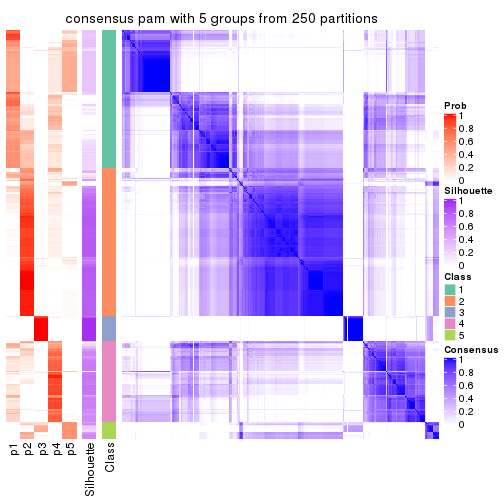 consensus pam with 5 groups from 250 partitions
Prob
1
0.8
0.6
0.4
0.2
0
Silhouette
1
0.8
0.6
0.4
0.2
0
Class
1
2
3
4
5
Consensus
1
0.8
0.6
0.4
0.2
0
p1
p2
p3
p4
p5
Silhouette
Class